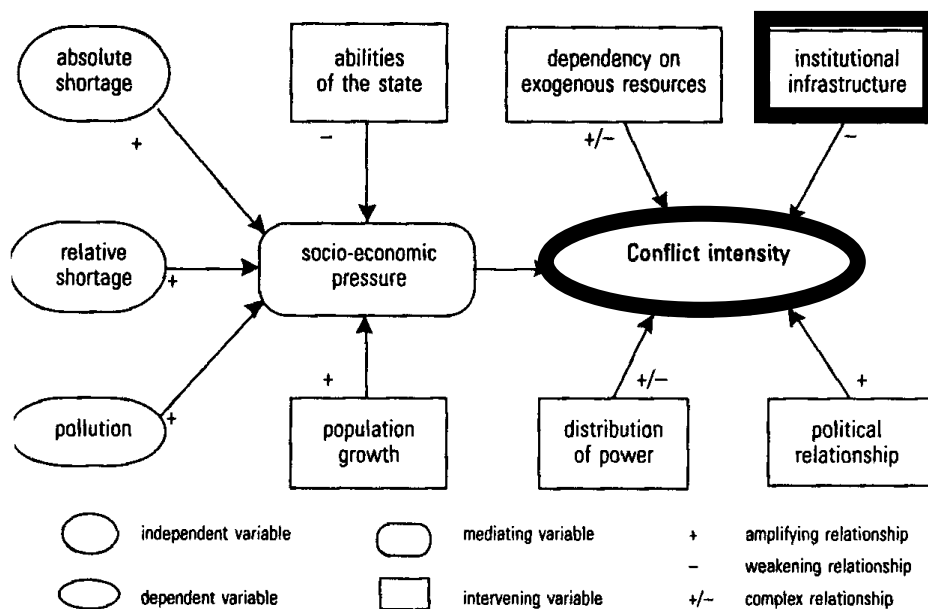 absolute
shortage
abilities
of the state
dependency on
exogenous resources
institutional
infrastructure
+
–
+/–
–
relative
shortage
+
socio-economic
pressure
Conflict intensity
pollution
+
+
population
growth
+/–
distribution
of power
+
political
relationship
independent variable
mediating variable
+ amplifying relationship
– weakening relationship
dependent variable
intervening variable
+/– complex relationship